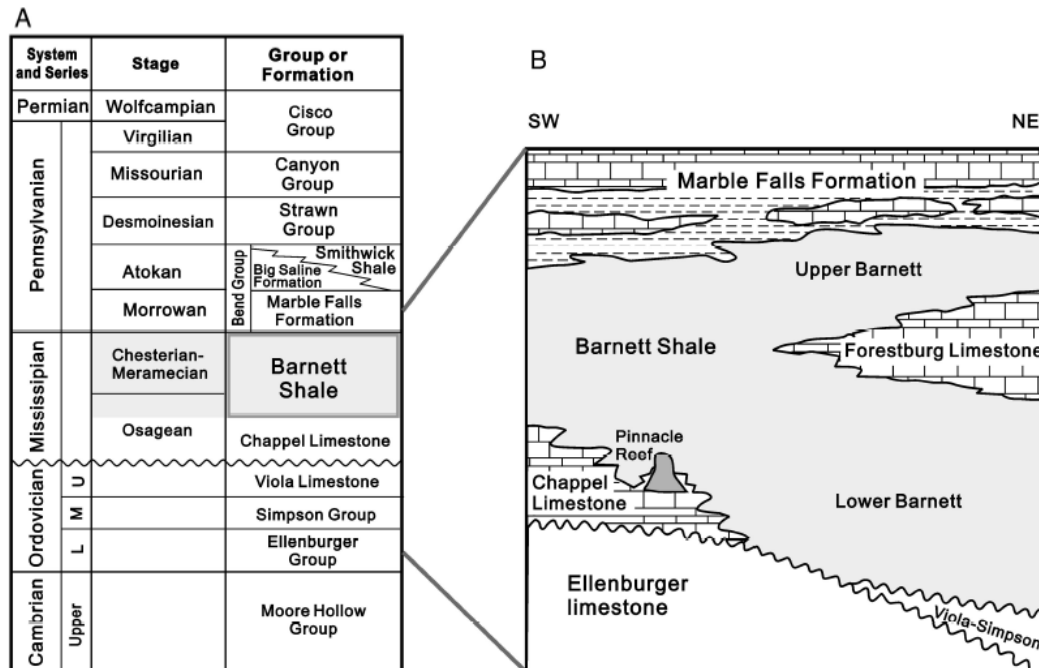 A
System and Series
Stage
Group or Formation
Permian
Wolfcampian
Cisco Group
Pennsylvanian
Virgilian
Missourian
Canyon Group
Desmoinesian
Strawn Group
Atokan
Bend Group
Smithwick Shale
Big Saline Formation
Morrowan
Marble Falls Formation
Missisipian
Chesterian-Meramecian
Barnett Shale
Osagean
Chappel Limestone
Ordovician
U
Viola Limestone
M
Simpson Group
L
Ellenburger Group
Cambrian
Upper
Moore Hollow Group
B
SW
NE
Marble Falls Formation
Upper Barnett
Barnett Shale
Forestburg Limestone
Pinnacle Reef
Chappel Limestone
Lower Barnett
Ellenburger limestone
Viola-Simpson